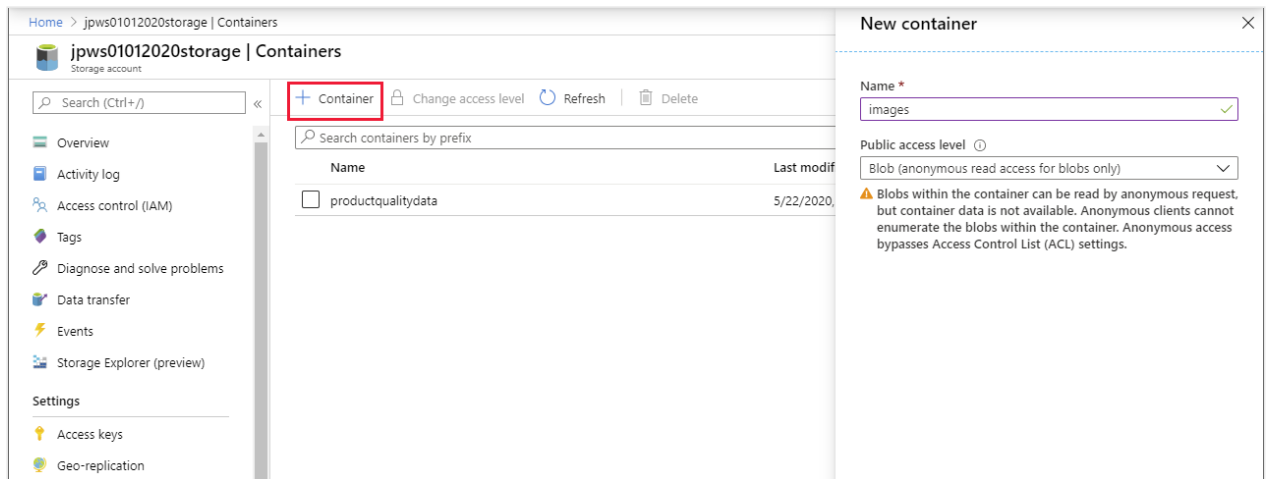 Home > jpws01012020storage | Containers
jpws01012020storage | Containers
Storage account
Search (Ctrl+/)
«
Overview
Activity log
Access control (IAM)
Tags
Diagnose and solve problems
Data transfer
Events
Storage Explorer (preview)
Settings
Access keys
Geo-replication
+ Container
Change access level
Refresh
Delete
Search containers by prefix
Name
Last modif
productqualitydata
5/22/2020,
New container
Name *
images
Public access level
Blob (anonymous read access for blobs only)
Blobs within the container can be read by anonymous request,
but container data is not available. Anonymous clients cannot
enumerate the blobs within the container. Anonymous access
bypasses Access Control List (ACL) settings.